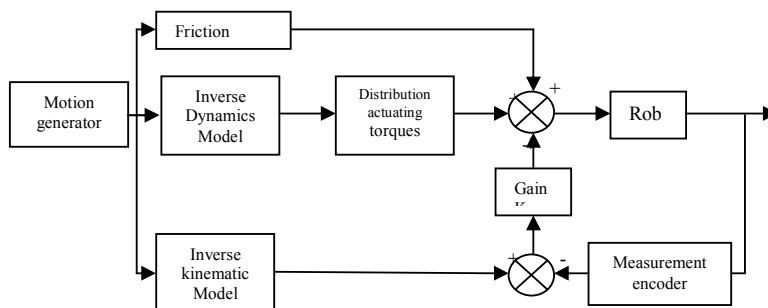 Friction
Motion
generator
Inverse
Dynamics
Model
Distribution
actuating
torques
+
+
Rob
-
Gain
Inverse
kinematic
Model
+
-
Measurement
encoder